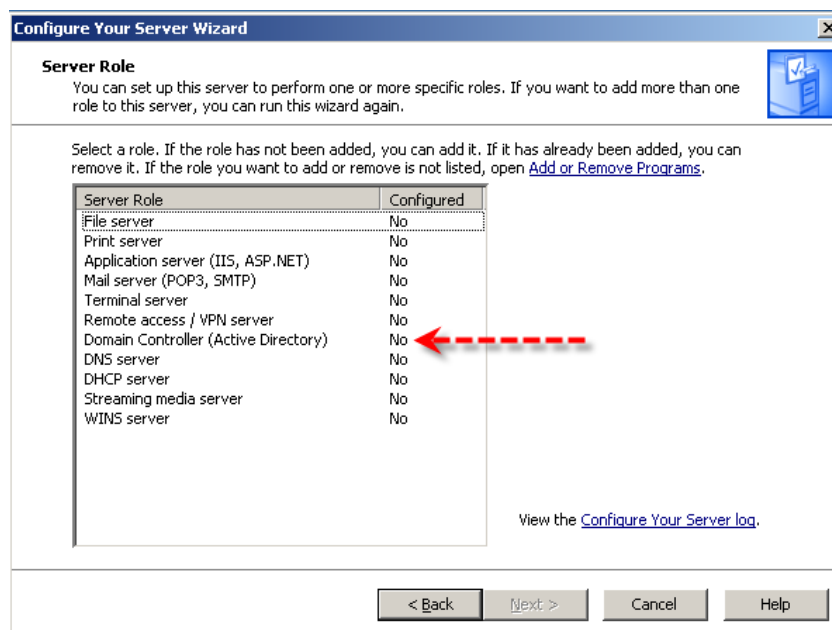 Configure Your Server Wizard
Server Role
You can set up this server to perform one or more specific roles. If you want to add more than one
role to this server, you can run this wizard again.
Select a role. If the role has not been added, you can add it. If it has already been added, you can
remove it. If the role you want to add or remove is not listed, open Add or Remove Programs.
Server Role Configured
File server No
Print server No
Application server (IIS, ASP.NET) No
Mail server (POP3, SMTP) No
Terminal server No
Remote access / VPN server No
Domain Controller (Active Directory) No
DNS server No
DHCP server No
Streaming media server No
WINS server No
View the Configure Your Server log.
< Back Next > Cancel Help